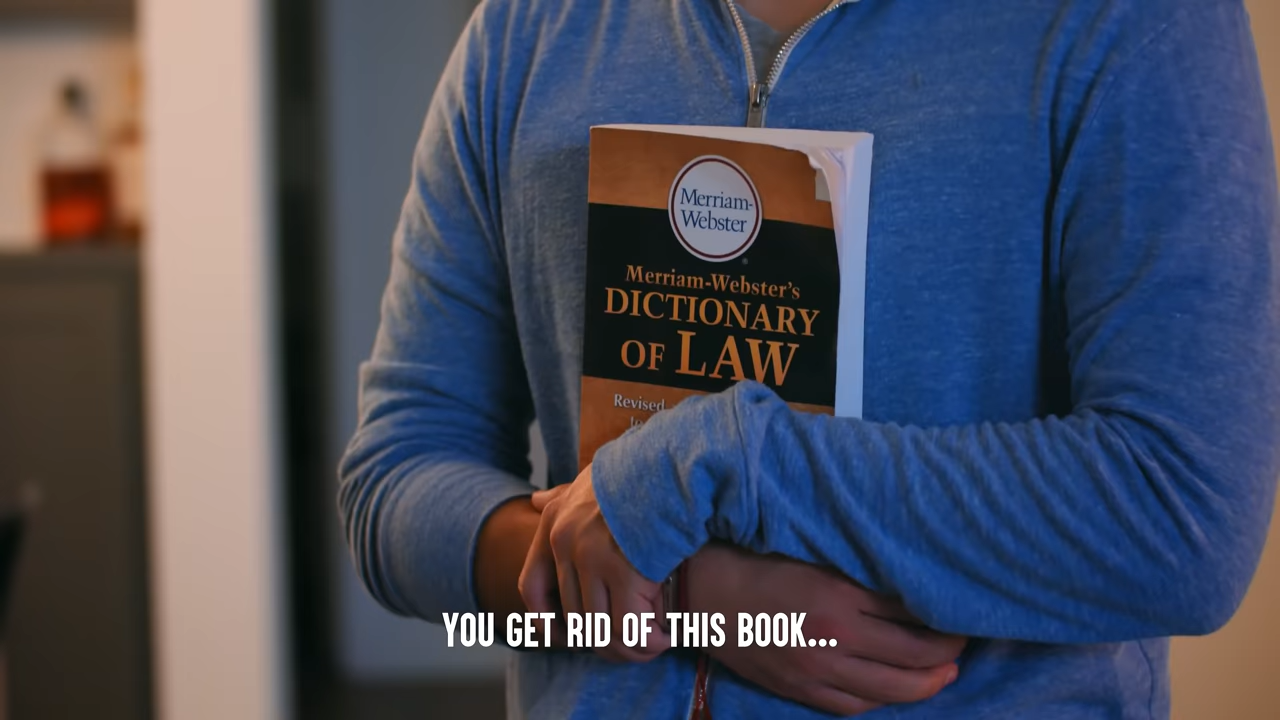 Merriam-
Webster
Merriam-Webster's
DICTIONARY
OF LAW
Revised
YOU GET RID OF THIS BOOK...